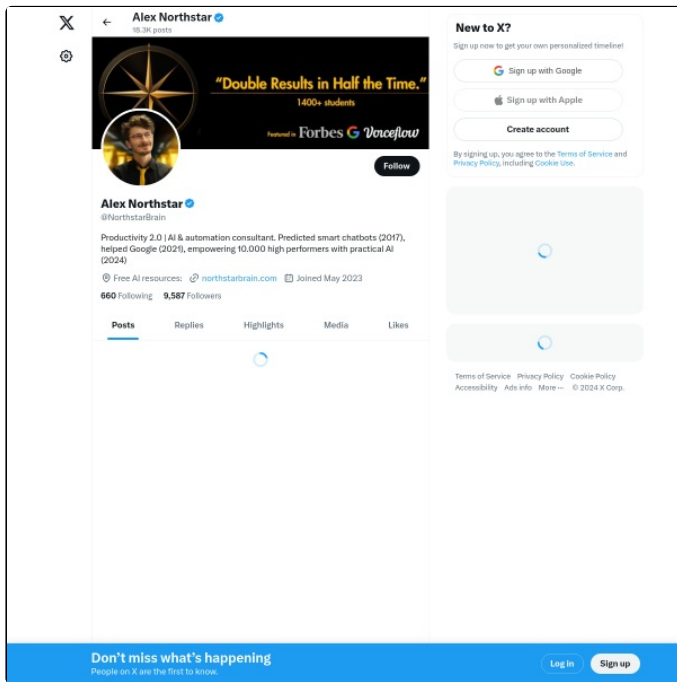 Alex Northstar
18.3K posts
“Double Results in Half the Time.”
1400+ students
Featured in Forbes G Voiceflow
Follow
Alex Northstar
@NorthstarBrain
Productivity 2.0 | AI & automation consultant. Predicted smart chatbots (2017),
helped Google (2021), empowering 10.000 high performers with practical AI
(2024)
Free AI resources: northstarbrain.com Joined May 2023
660 Following 9,587 Followers
Posts Replies Highlights Media Likes
New to X?
Sign up now to get your own personalized timeline!
Sign up with Google
Sign up with Apple
Create account
By signing up, you agree to the Terms of Service and
Privacy Policy, including Cookie Use.
Terms of Service Privacy Policy Cookie Policy
Accessibility Ads info More ··· © 2024 X Corp.
Don’t miss what’s happening
People on X are the first to know.
Log in Sign up